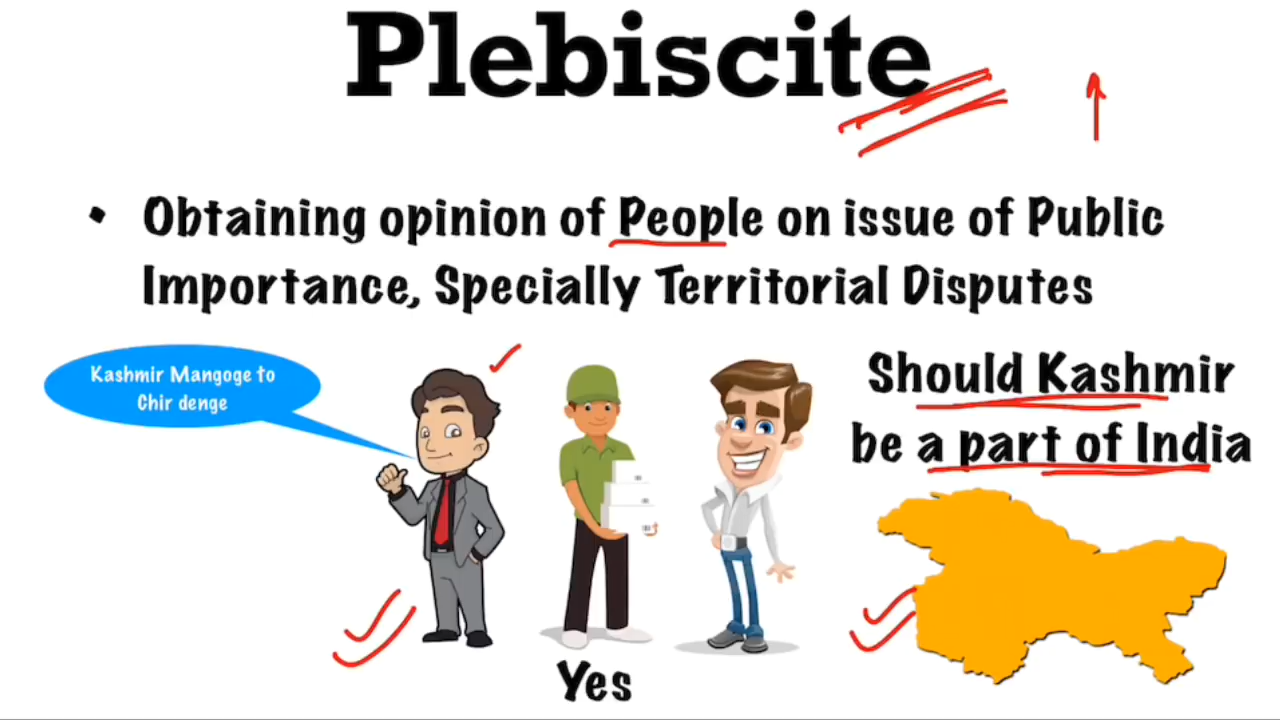 Plebiscite
• Obtaining opinion of People on issue of Public
Importance, Specially Territorial Disputes
Kashmir Mangoge to
Chir denge
Should Kashmir
be a part of India
Yes